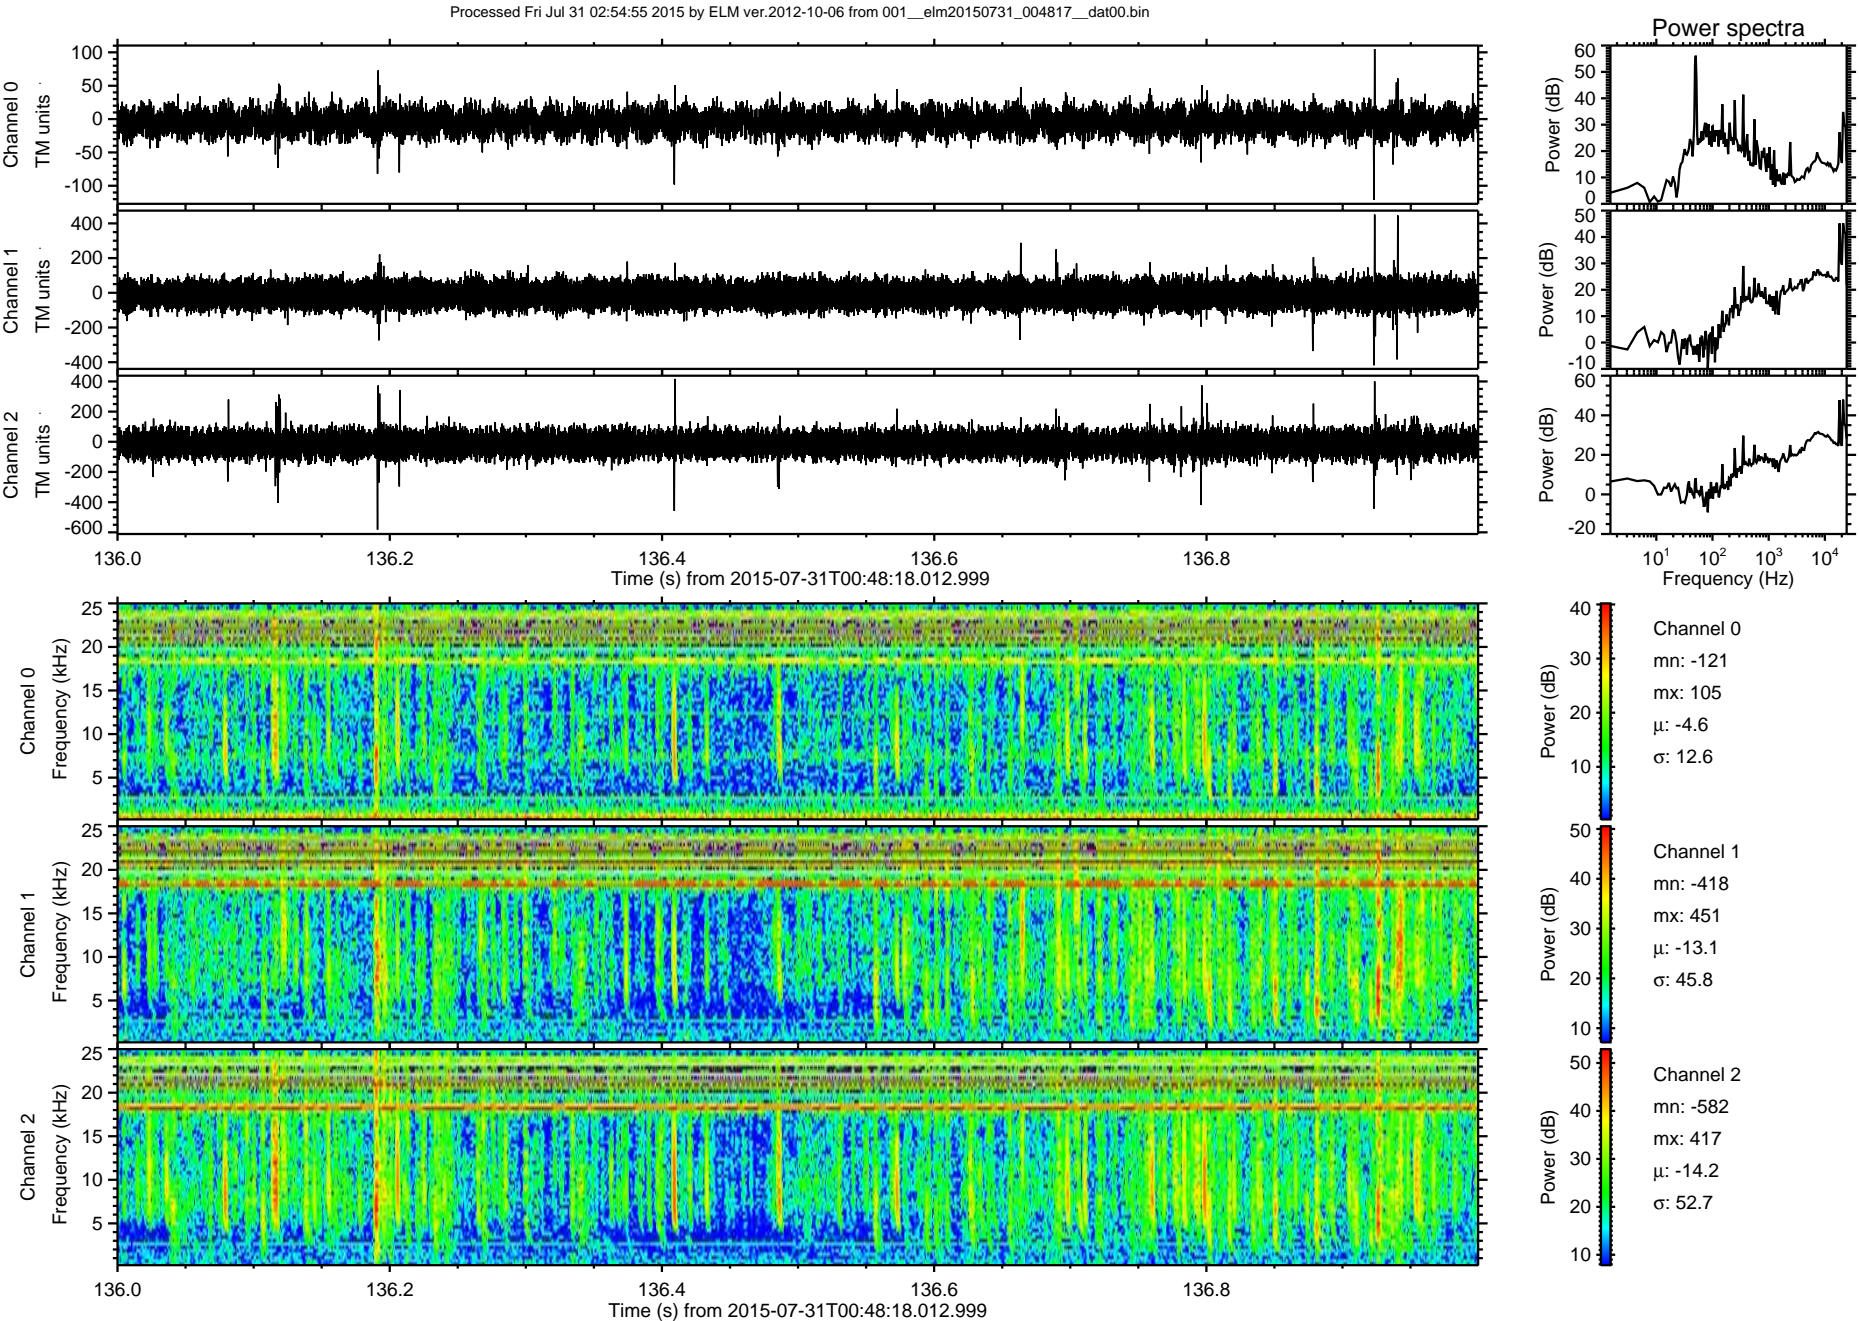 Processed Fri Jul 31 02:54:55 2015 by ELM ver.2012-10-06 from 001__elm20150731_004817__dat00.bin
Power spectra
Channel 0
TM units
100
50
0
-50
-100
Power (dB)
60
50
40
30
20
10
0
Channel 1
TM units
400
200
0
-200
-400
Power (dB)
50
40
30
20
10
0
-10
Channel 2
TM units
400
200
0
-200
-400
-600
Power (dB)
60
40
20
0
-20
136.0 136.2 136.4 136.6 136.8
Time (s) from 2015-07-31T00:48:18.012.999
10¹ 10² 10³ 10⁴
Frequency (Hz)
Channel 0
Frequency (kHz)
25
20
15
10
5
Power (dB)
40
30
20
10
Channel 0
mn: -121
mx: 105
μ: -4.6
σ: 12.6
Channel 1
Frequency (kHz)
25
20
15
10
5
Power (dB)
50
40
30
20
10
Channel 1
mn: -418
mx: 451
μ: -13.1
σ: 45.8
Channel 2
Frequency (kHz)
25
20
15
10
5
Power (dB)
50
40
30
20
10
Channel 2
mn: -582
mx: 417
μ: -14.2
σ: 52.7
136.0 136.2 136.4 136.6 136.8
Time (s) from 2015-07-31T00:48:18.012.999